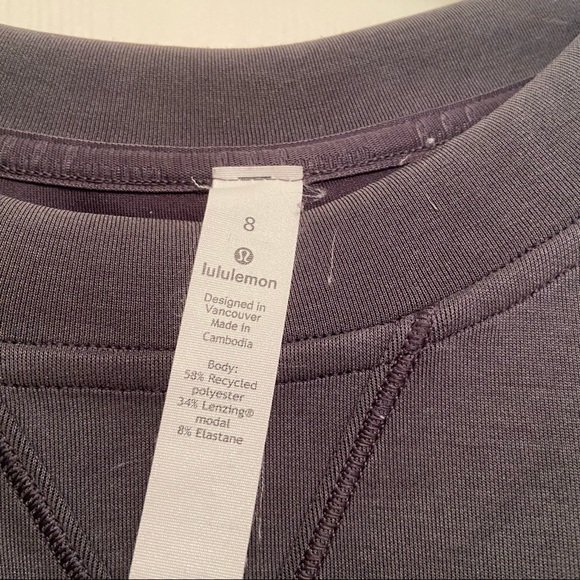 8
lululemon
Designed in
Vancouver
Made in
Cambodia
Body:
58% Recycled
polyester
34% Lenzing®
modal
8% Elastane